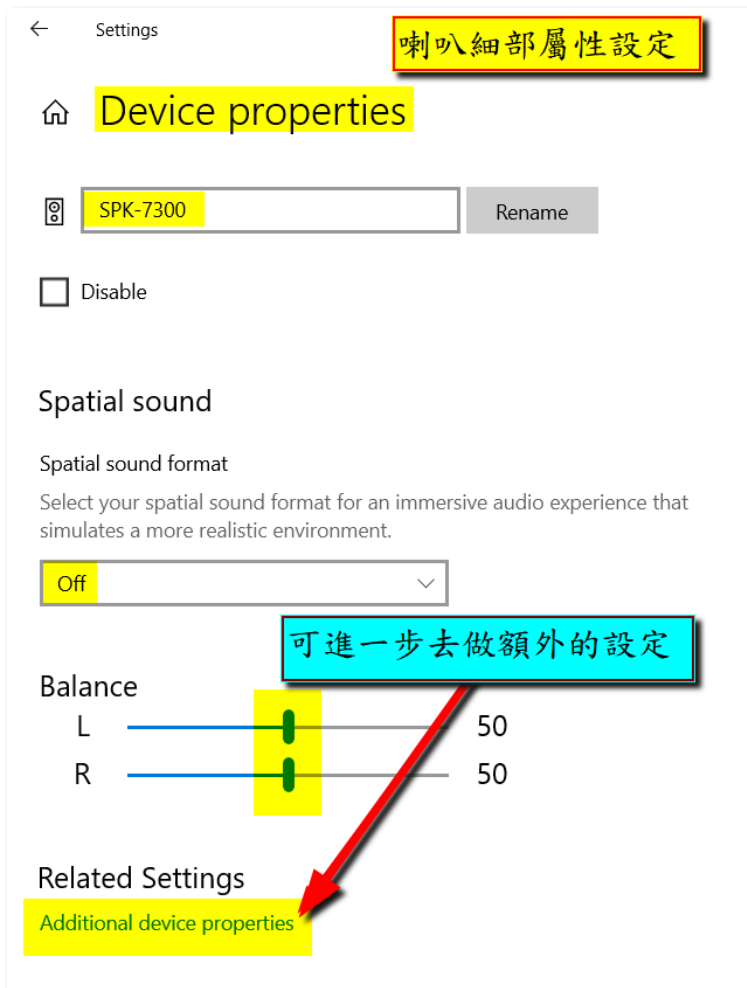 Settings
喇叭細部屬性設定
Device properties
SPK-7300
Rename
Disable
Spatial sound
Spatial sound format
Select your spatial sound format for an immersive audio experience that
simulates a more realistic environment.
Off
可進一步去做額外的設定
Balance
L 50
R 50
Related Settings
Additional device properties